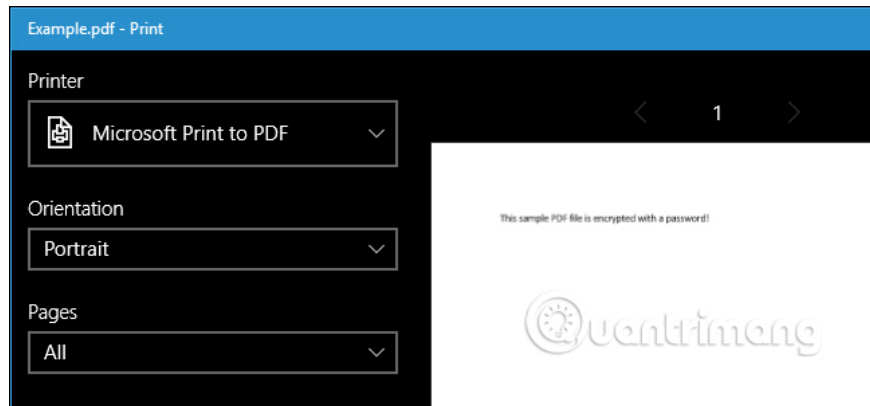 Example.pdf - Print
Printer
Microsoft Print to PDF
1
Orientation
Portrait
Pages
All
This sample PDF file is encrypted with a password!
Quantrimang